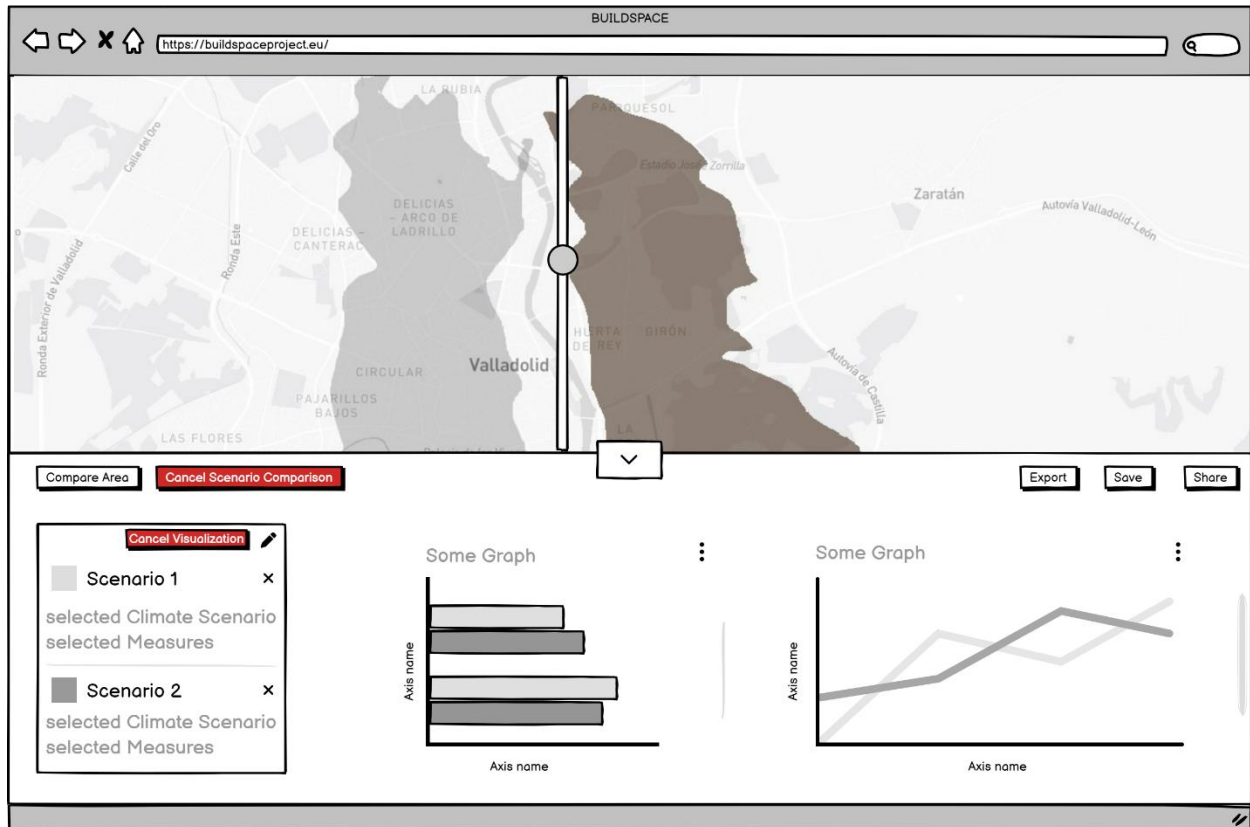 BUILDSPACE
https://buildspaceproject.eu/
LA RUBIA
PARQUESOL
Calle del Oro
Estadio José Zorrilla
Zaratán
DELICIAS
- ARCO DE
LADRILLO
DELICIAS -
CANTERAC
Autovía Valladolid-León
Ronda Este
Ronda Exterior de Valladolid
HUERTA
DE REY
GIRÓN
Valladolid
CIRCULAR
Autovía de Castilla
PAJARILLOS
BAJOS
LAS FLORES
LA
Compare Area
Cancel Scenario Comparison
Export
Save
Share
Cancel Visualization
Scenario 1
selected Climate Scenario
selected Measures
Scenario 2
selected Climate Scenario
selected Measures
Some Graph
Axis name
Axis name
Some Graph
Axis name
Axis name